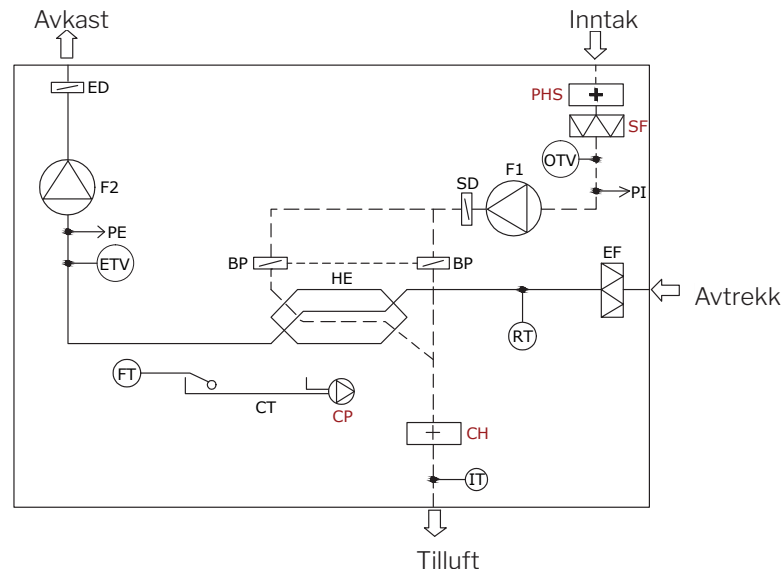 Avkast
Inntak
ED
PHS
SF
OTV
F1
SD
F2
PI
PE
ETV
BP
BP
EF
HE
Avtrekk
RT
FT
CT
CP
CH
IT
Tilluft